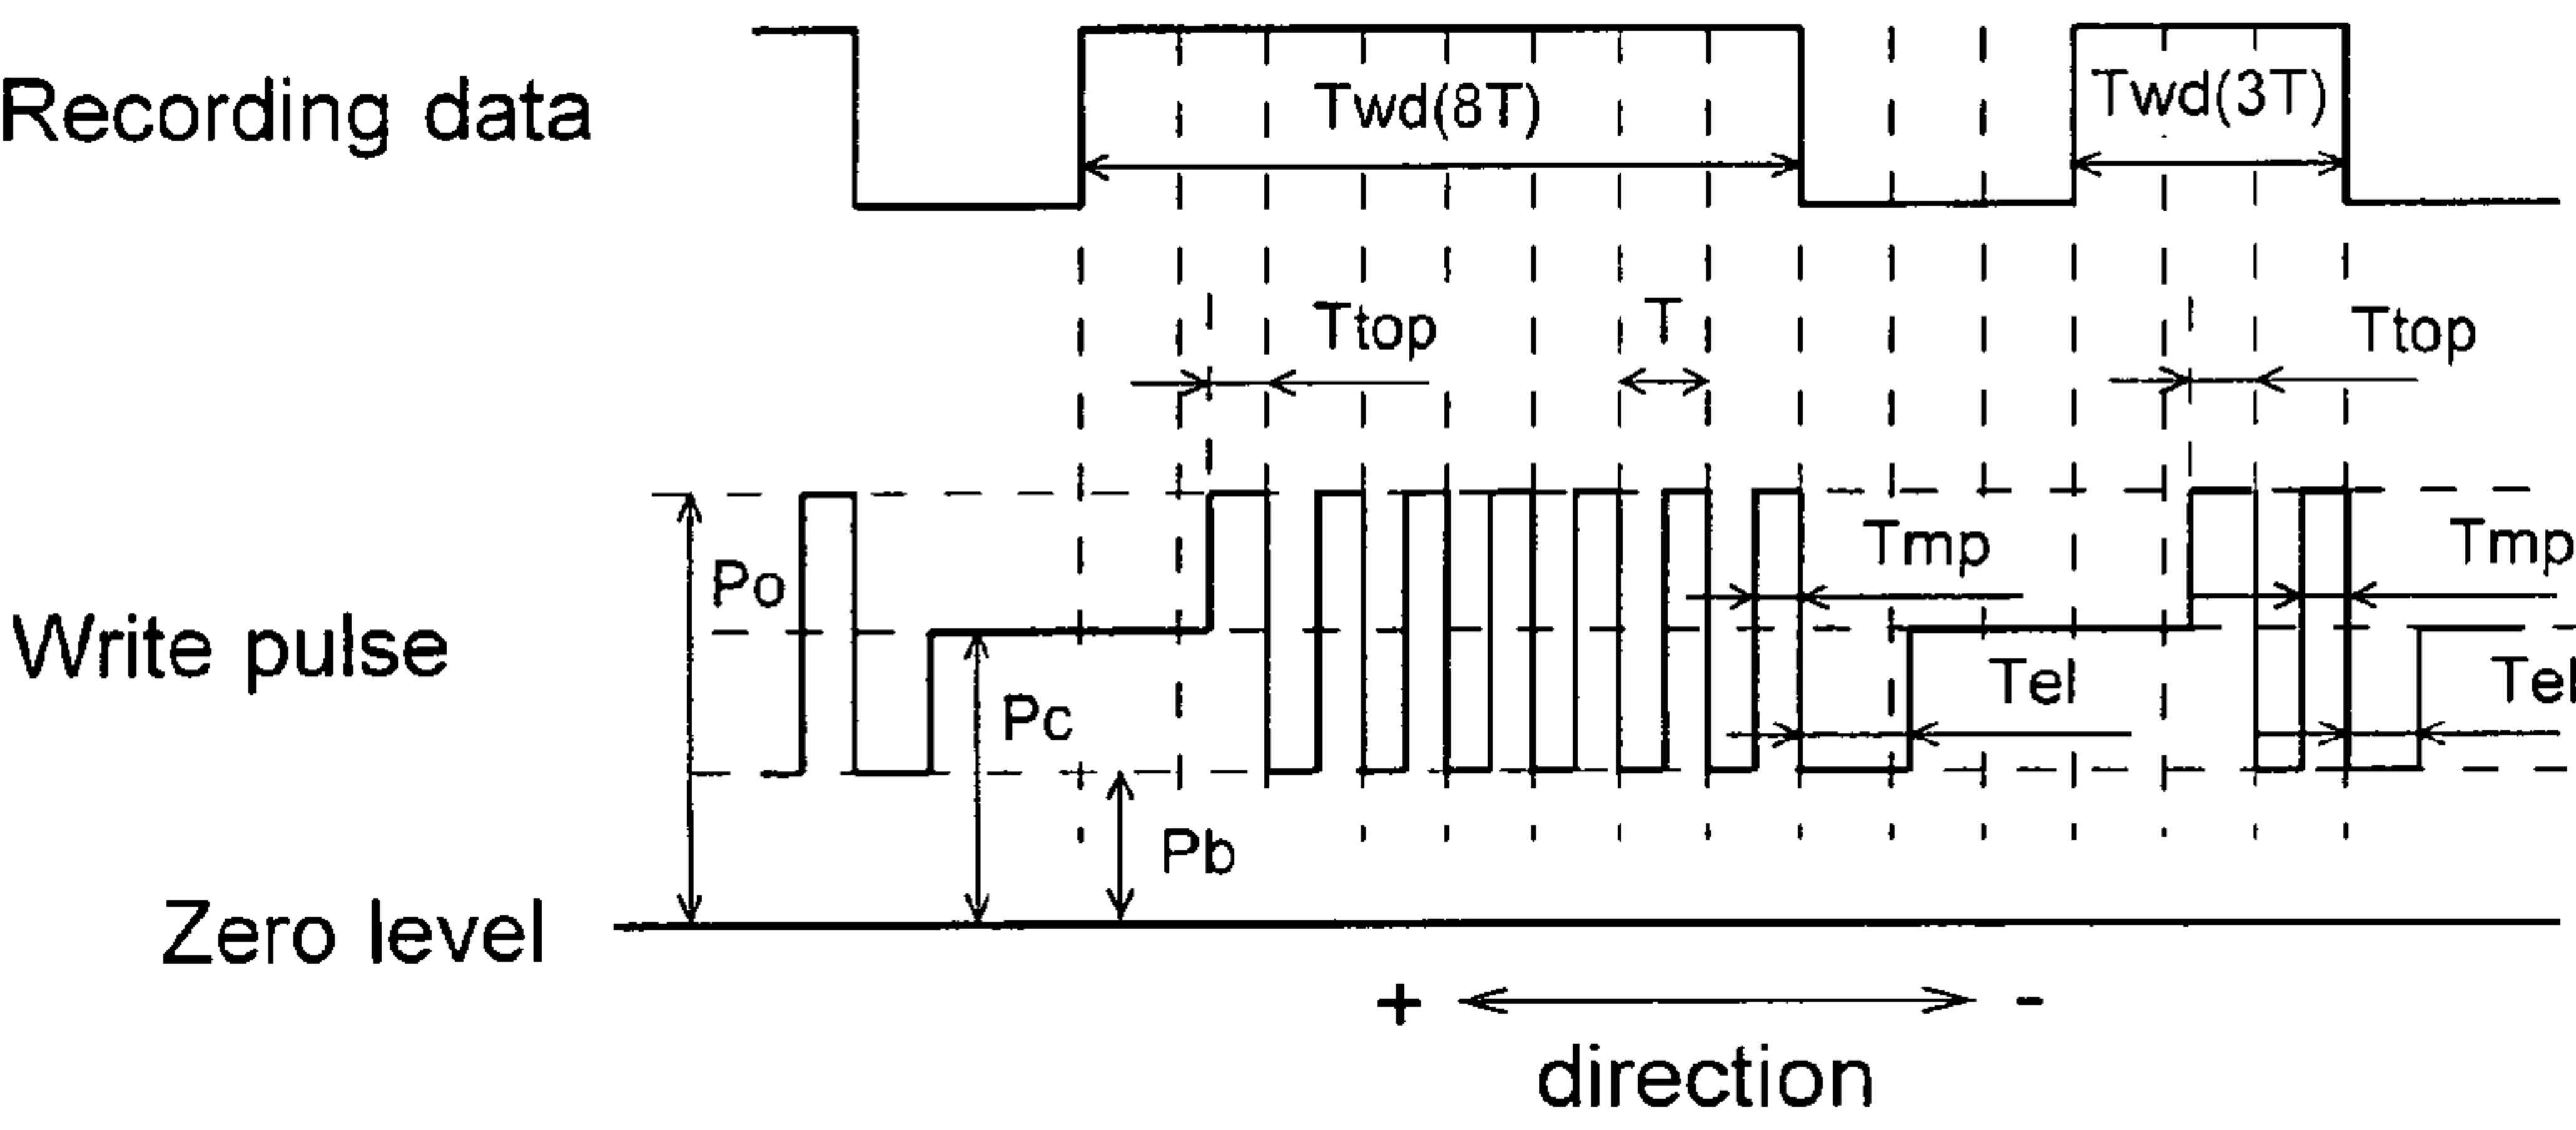 Recording data
Twd(8T)
Twd(3T)
Ttop
T
Ttop
Po
Tmp
Tmp
Write pulse
Pc
Tel
Tel
Pb
Zero level
+ -
direction